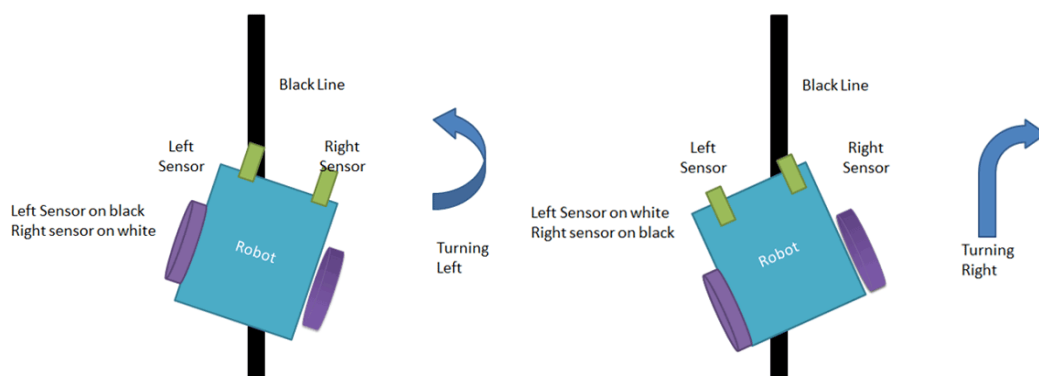 Black Line
Left
Sensor
Right
Sensor
Left Sensor on black
Right sensor on white
Robot
Turning
Left
Black Line
Left
Sensor
Right
Sensor
Left Sensor on white
Right sensor on black
Robot
Turning
Right